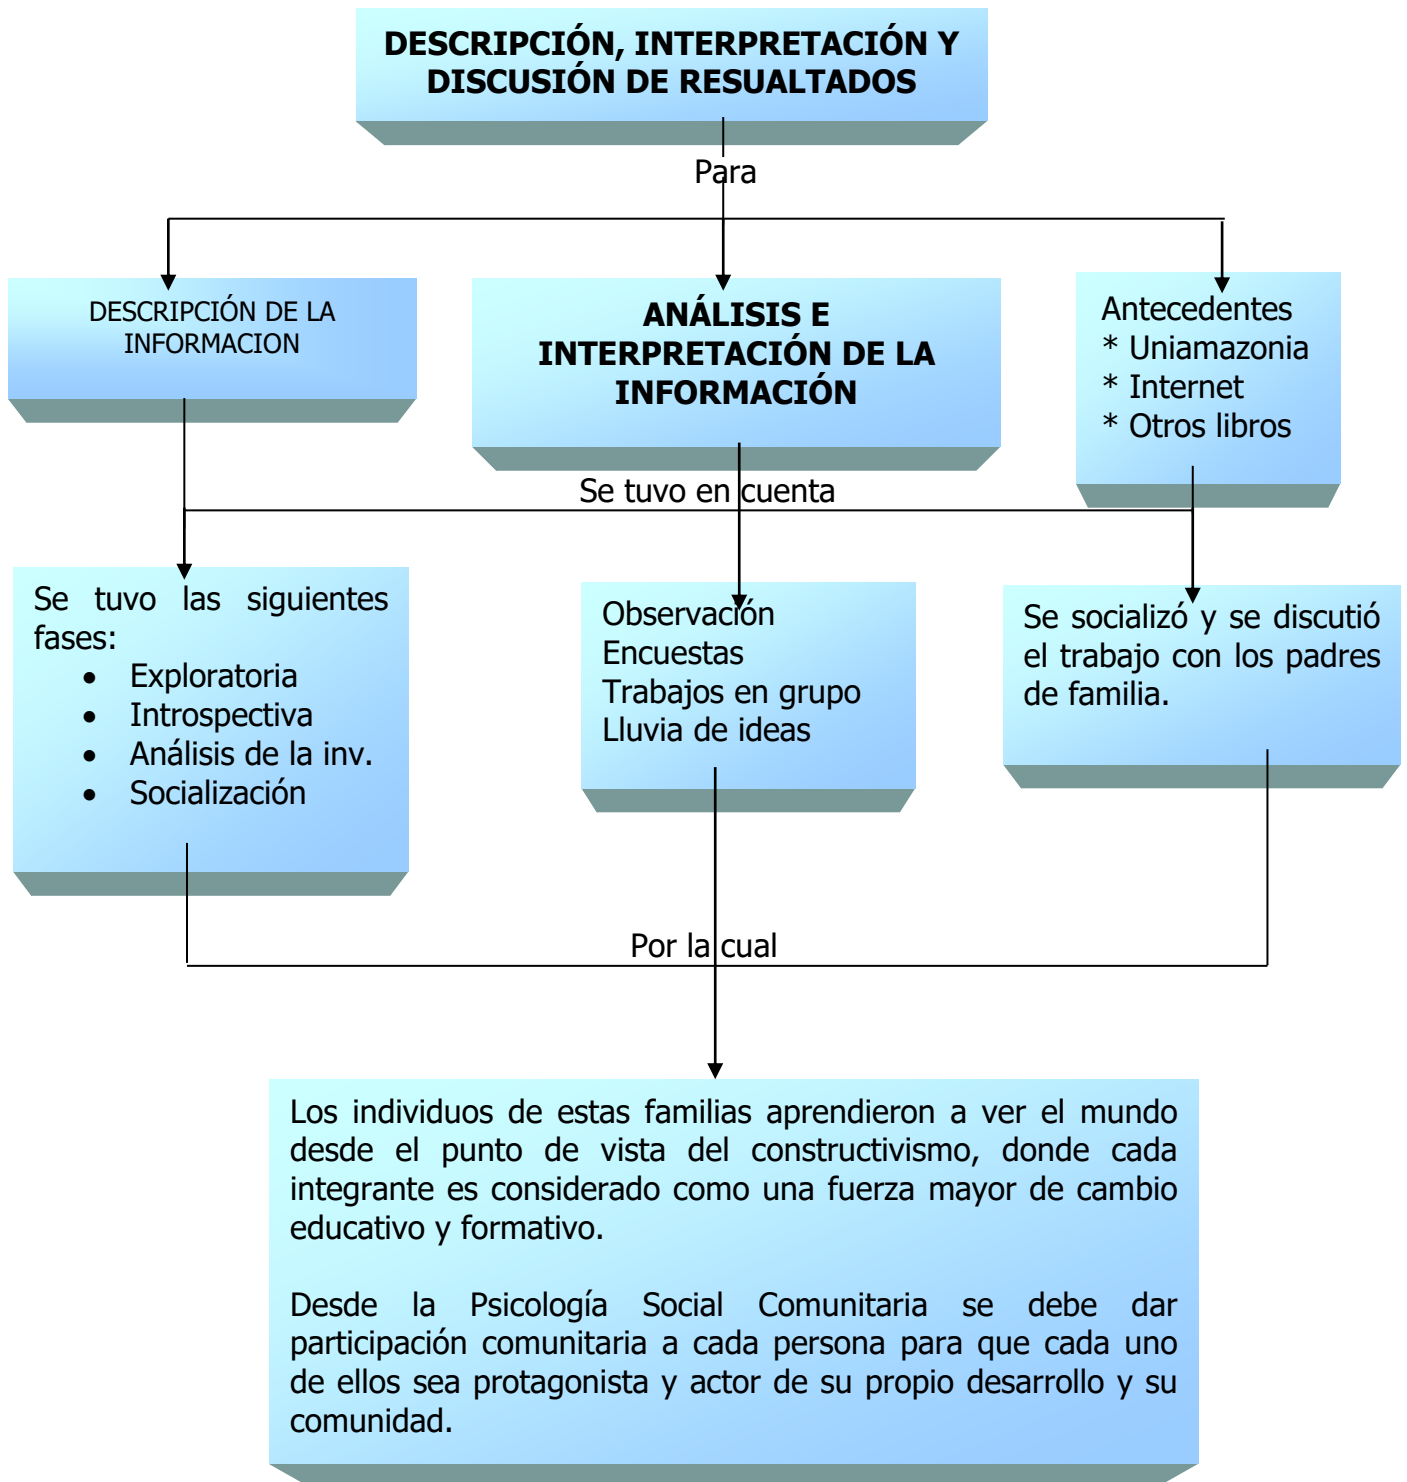 DESCRIPCIÓN, INTERPRETACIÓN Y
DISCUSIÓN DE RESUALTADOS
Para
DESCRIPCIÓN DE LA
INFORMACION
ANÁLISIS E
INTERPRETACIÓN DE LA
INFORMACIÓN
Antecedentes
* Uniamazonia
* Internet
* Otros libros
Se tuvo en cuenta
Se tuvo las siguientes
fases:
• Exploratoria
• Introspectiva
• Análisis de la inv.
• Socialización
Observación
Encuestas
Trabajos en grupo
Lluvia de ideas
Se socializó y se discutió
el trabajo con los padres
de familia.
Por la cual
Los individuos de estas familias aprendieron a ver el mundo
desde el punto de vista del constructivismo, donde cada
integrante es considerado como una fuerza mayor de cambio
educativo y formativo.
Desde la Psicología Social Comunitaria se debe dar
participación comunitaria a cada persona para que cada uno
de ellos sea protagonista y actor de su propio desarrollo y su
comunidad.